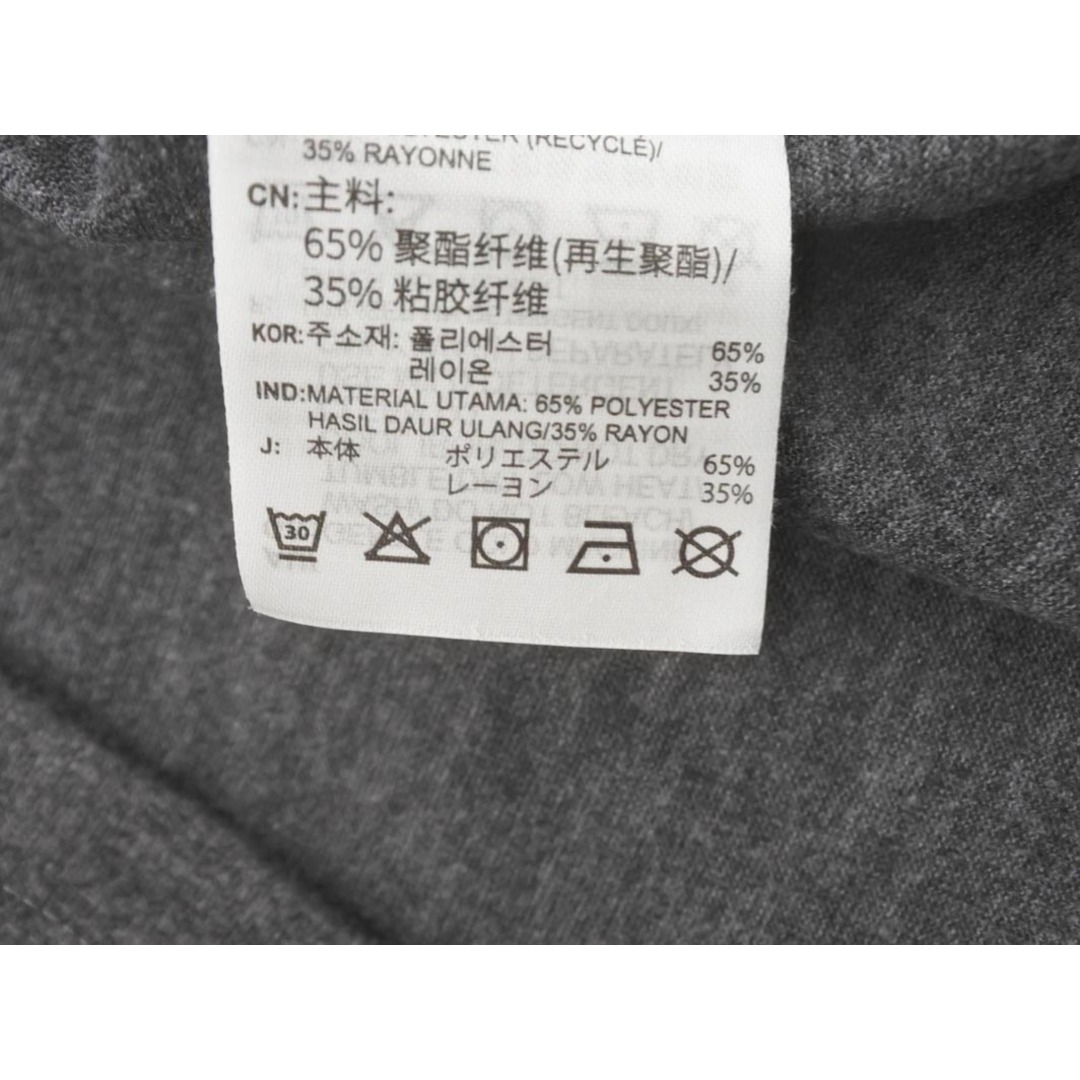 (RECYCLÉ)/
35% RAYONNE
CN: 主料:
65% 聚酯纤维(再生聚酯)/
35% 粘胶纤维
KOR: 주소재: 폴리에스터 65%
레이온 35%
IND: MATERIAL UTAMA: 65% POLYESTER
HASIL DAUR ULANG/35% RAYON
J: 本体 ポリエステル 65%
レーヨン 35%
30